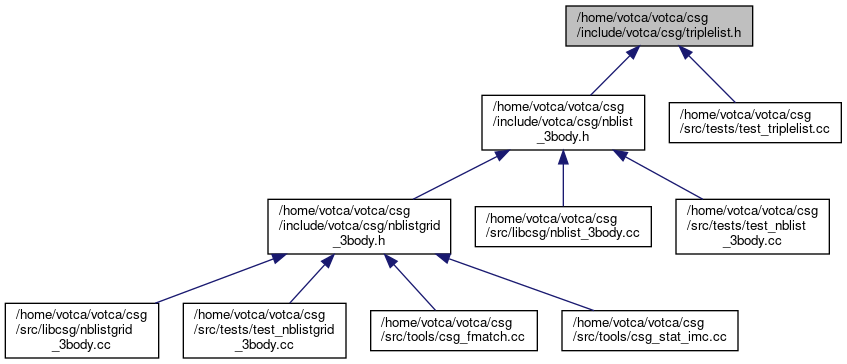 /home/votca/votca/csg
/include/votca/csg/triplelist.h
/home/votca/votca/csg
/include/votca/csg/nblist
_3body.h
/home/votca/votca/csg
/src/tests/test_triplelist.cc
/home/votca/votca/csg
/include/votca/csg/nblistgrid
_3body.h
/home/votca/votca/csg
/src/libcsg/nblist_3body.cc
/home/votca/votca/csg
/src/tests/test_nblist
_3body.cc
/home/votca/votca/csg
/src/libcsg/nblistgrid
_3body.cc
/home/votca/votca/csg
/src/tests/test_nblistgrid
_3body.cc
/home/votca/votca/csg
/src/tools/csg_fmatch.cc
/home/votca/votca/csg
/src/tools/csg_stat_imc.cc